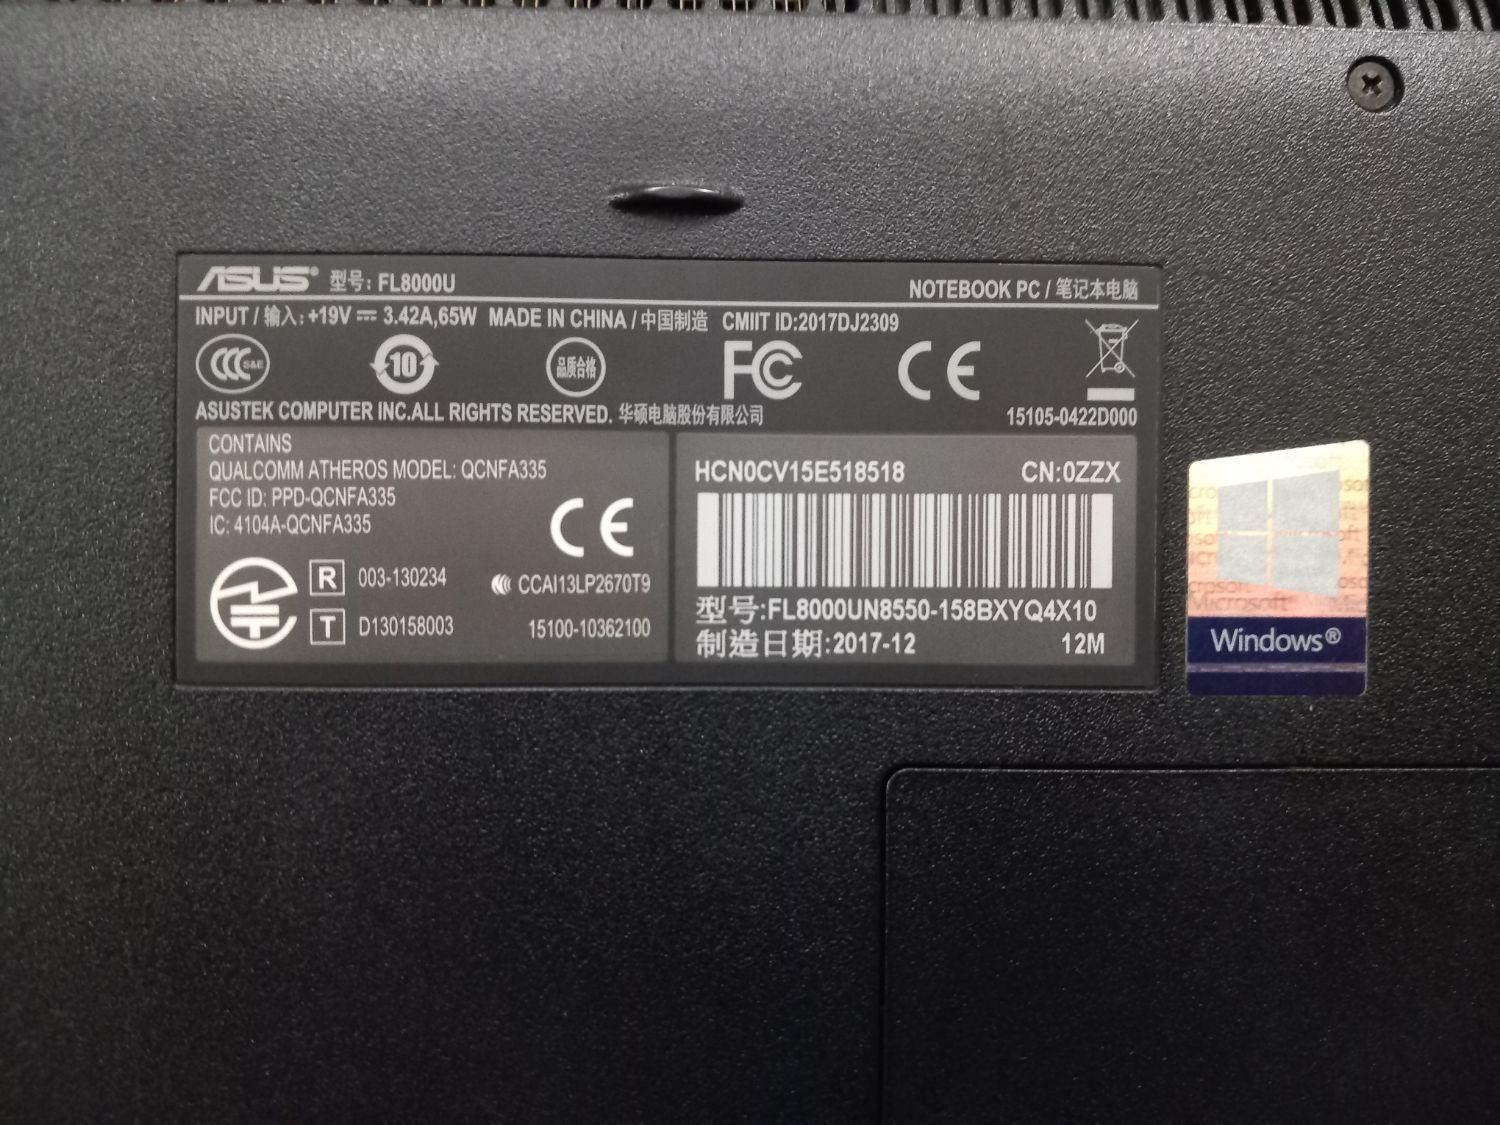 ASUS® 型号: FL8000U
NOTEBOOK PC / 笔记本电脑
INPUT / 输入: +19V ⎓ 3.42A,65W MADE IN CHINA / 中国制造 CMIIT ID:2017DJ2309
CCC S&E 10 品质合格 FC CE
ASUSTEK COMPUTER INC.ALL RIGHTS RESERVED. 华硕电脑股份有限公司
15105-0422D000
CONTAINS
QUALCOMM ATHEROS MODEL: QCNFA335
FCC ID: PPD-QCNFA335
IC: 4104A-QCNFA335
CE
R 003-130234
CCAI13LP2670T9
T D130158003
15100-10362100
HCN0CV15E518518 CN:0ZZX
型号:FL8000UN8550-158BXYQ4X10
制造日期:2017-12 12M
Microsoft
Windows®